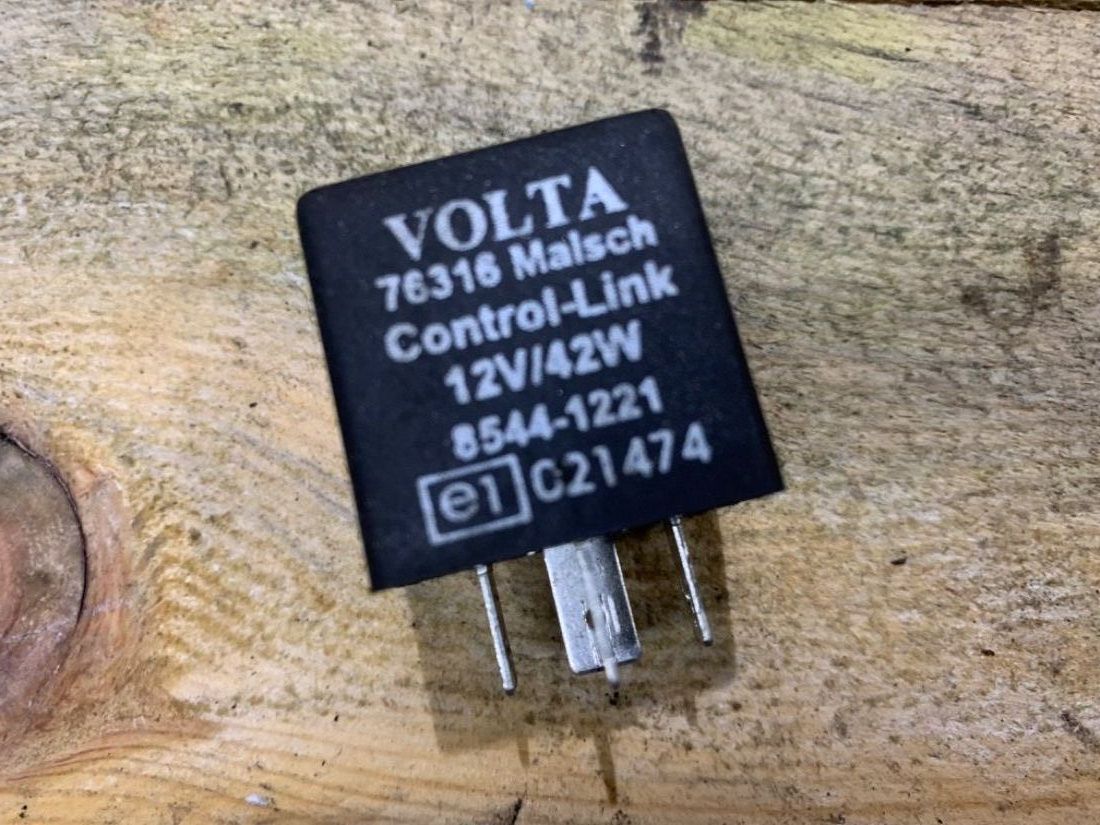 VOLTA
76316 Malsch
Control-Link
12V/42W
8544-1221
e1 021474